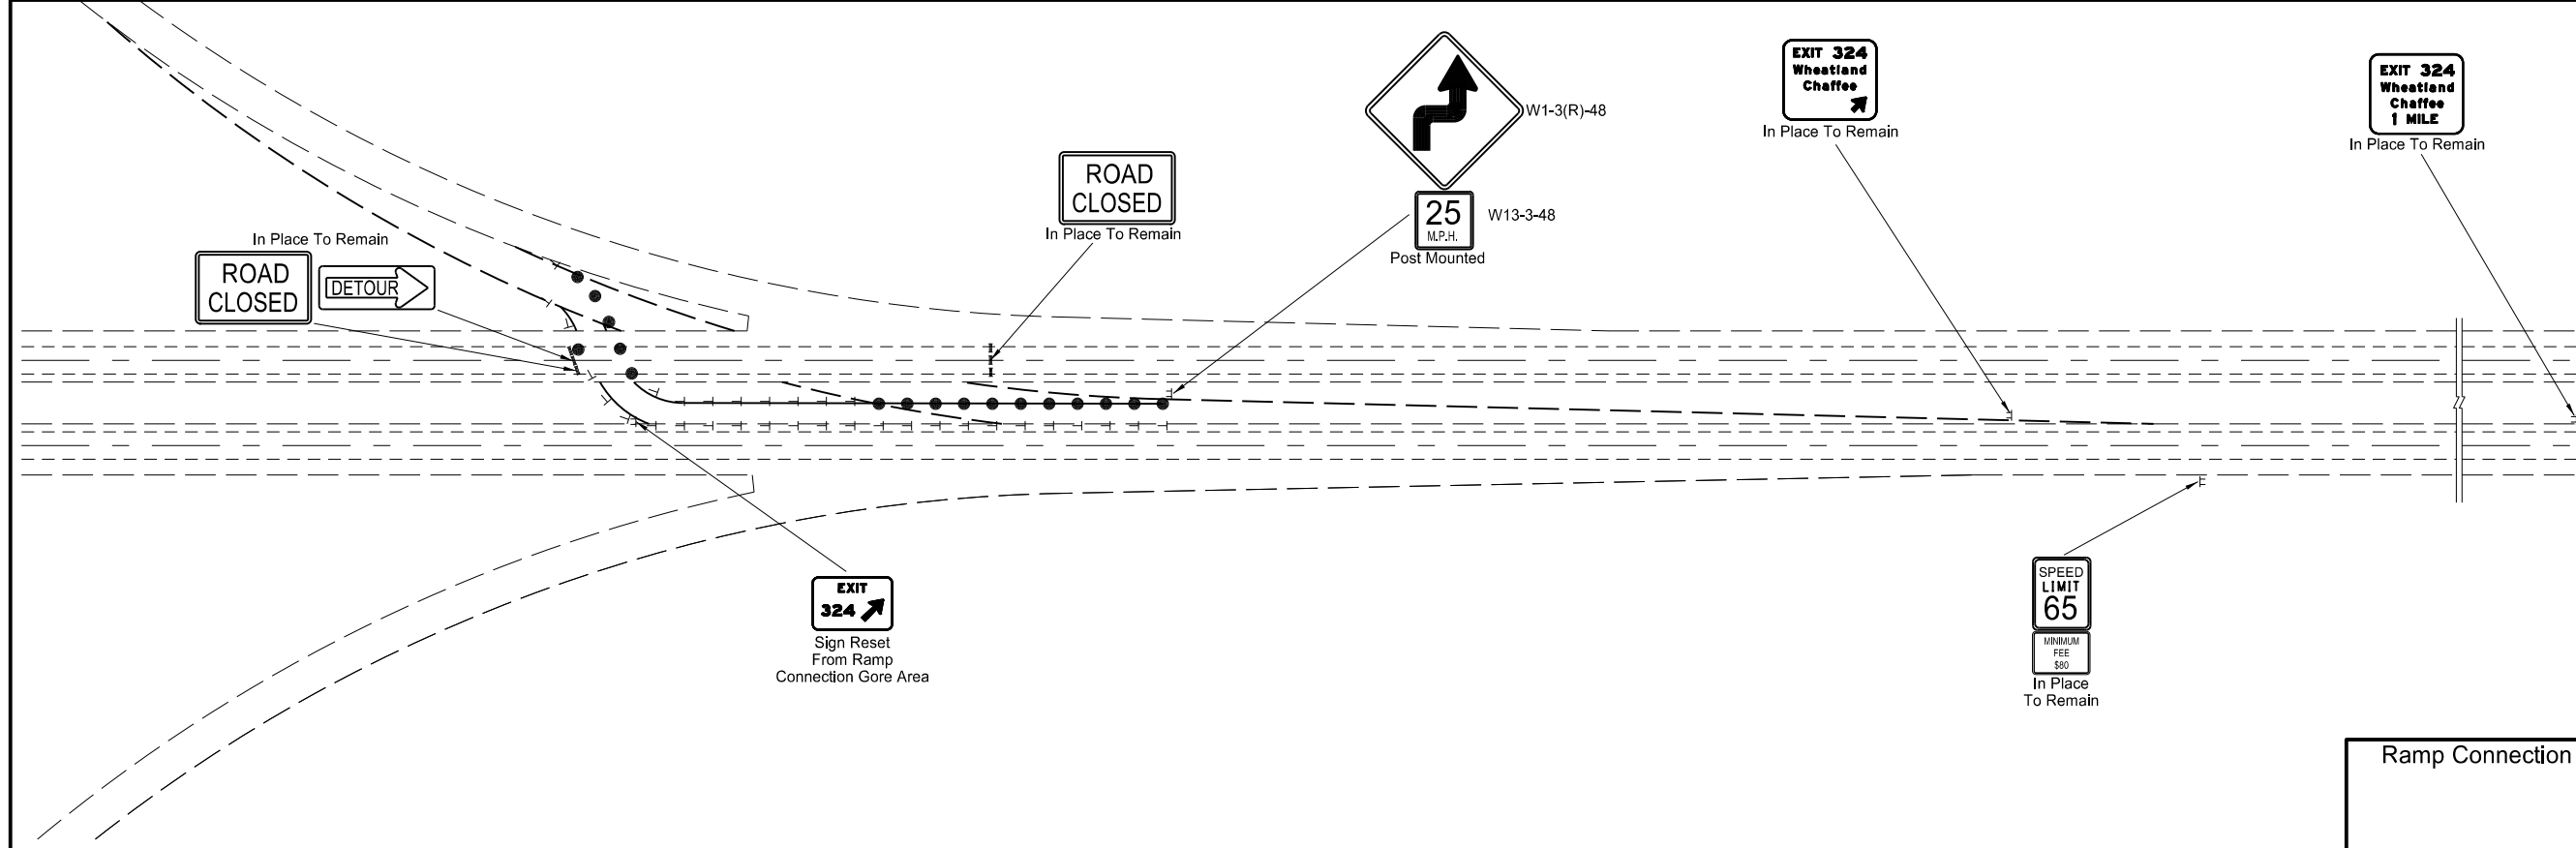 In Place To Remain
ROAD
CLOSED
DETOUR
ROAD
CLOSED
In Place To Remain
W1-3(R)-48
25
M.P.H.
W13-3-48
Post Mounted
EXIT 324
Wheatland
Chaffee
In Place To Remain
EXIT 324
Wheatland
Chaffee
1 MILE
In Place To Remain
EXIT
324
Sign Reset
From Ramp
Connection Gore Area
SPEED
LIMIT
65
MINIMUM
FEE
$80
In Place
To Remain
Ramp Connection